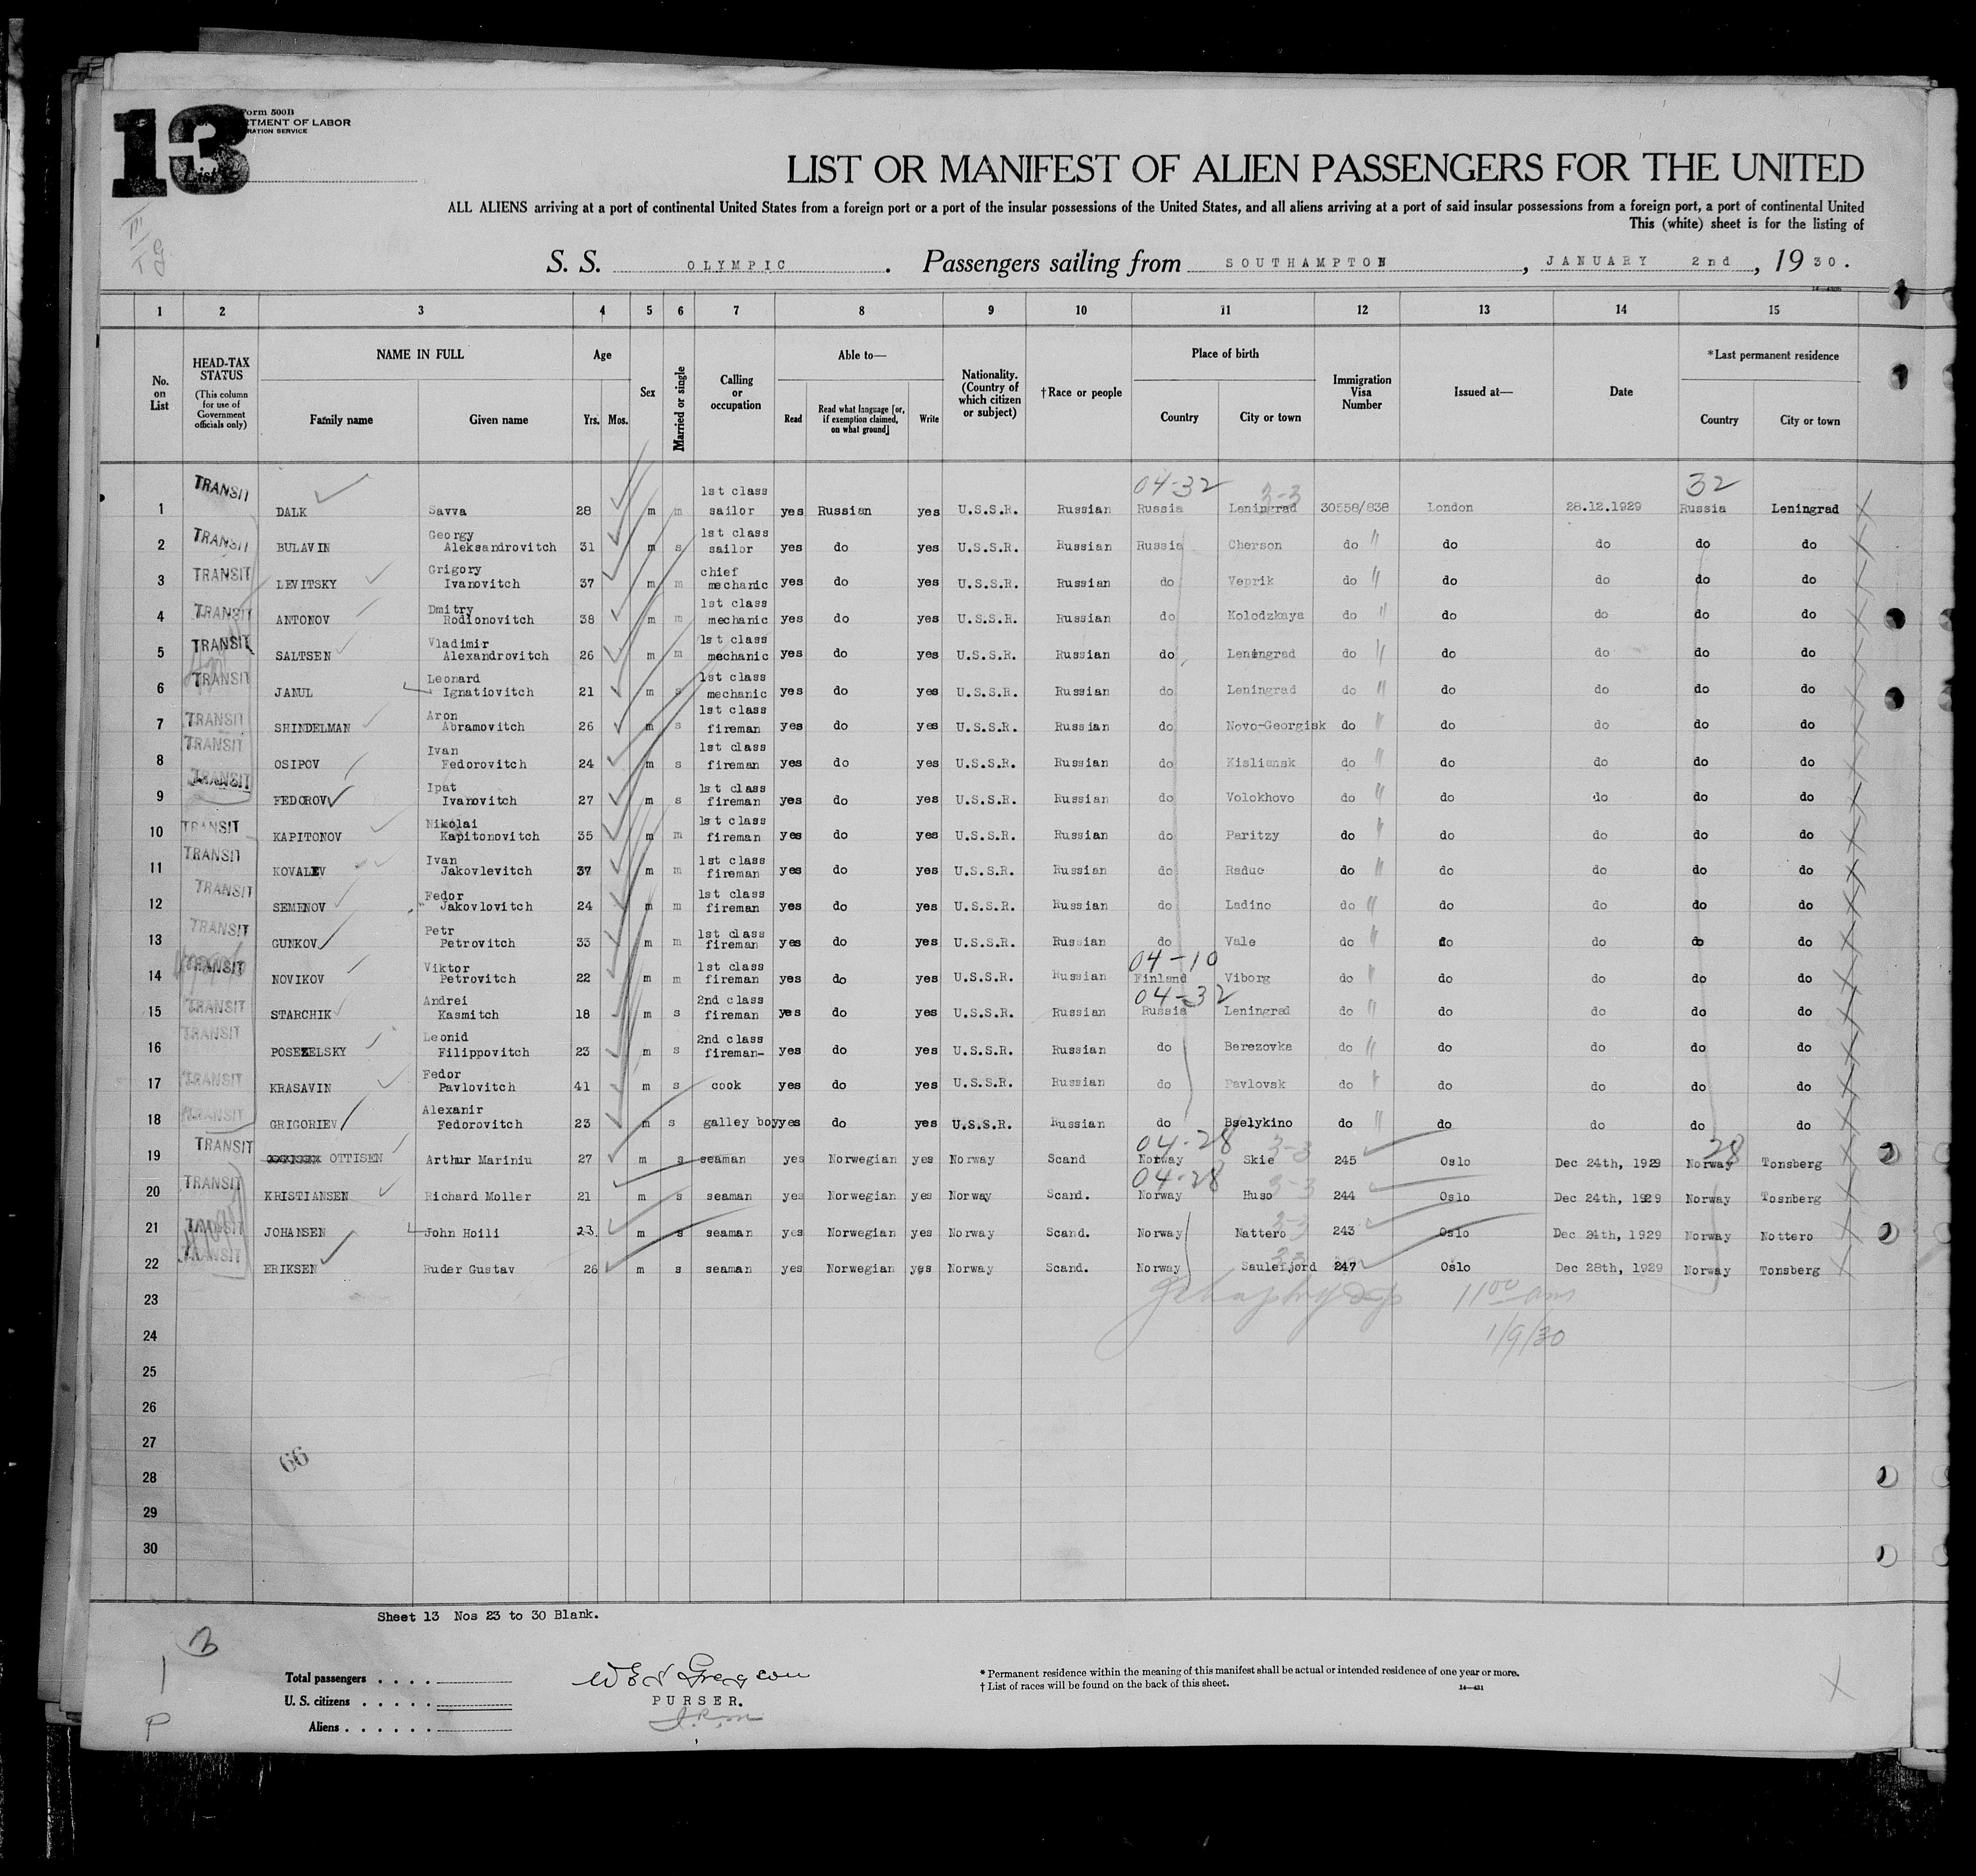 13
Form 500B
RTMENT OF LABOR
RATION SERVICE
List
LIST OR MANIFEST OF ALIEN PASSENGERS FOR THE UNITED
ALL ALIENS arriving at a port of continental United States from a foreign port or a port of the insular possessions of the United States, and all aliens arriving at a port of said insular possessions from a foreign port, a port of continental United
This (white) sheet is for the listing of
S. S. OLYMPIC. Passengers sailing from SOUTHAMPTON, JANUARY 2nd, 1930.
1 2 3 4 5 6 7 8 9 10 11 12 13 14 15
No. on List
HEAD-TAX STATUS
(This column for use of Government officials only)
NAME IN FULL
Family name Given name
Age
Yrs. Mos.
Sex
Married or single
Calling or occupation
Able to—
Read Read what language [or, if exemption claimed, on what ground] Write
Nationality. (Country of which citizen or subject)
†Race or people
Place of birth
Country City or town
Immigration Visa Number
Issued at—
Date
*Last permanent residence
Country City or town
04-32 3-3 32
1 TRANSIT DALK Savva 28 m m 1st class sailor yes Russian yes U.S.S.R. Russian Russia Leningrad 30558/838 London 28.12.1929 Russia Leningrad
2 TRANSIT BULAVIN Georgy Aleksandrovitch 31 m s 1st class sailor yes do yes U.S.S.R. Russian Russia Cherson do do do do do
3 TRANSIT LEVITSKY Grigory Ivanovitch 37 m m chief mechanic yes do yes U.S.S.R. Russian do Veprik do do do do do
4 TRANSIT ANTONOV Dmitry Rodionovitch 38 m m 1st class mechanic yes do yes U.S.S.R. Russian do Kolodzkaya do do do do do
5 TRANSIT SALTSEN Vladimir Alexandrovitch 26 m m 1st class mechanic yes do yes U.S.S.R. Russian do Leningrad do do do do do
6 TRANSIT JANUL Leonard Ignatiovitch 21 m s 1st class mechanic yes do yes U.S.S.R. Russian do Leningrad do do do do do
7 TRANSIT SHINDELMAN Aron Abramovitch 26 m s 1st class fireman yes do yes U.S.S.R. Russian do Novo-Georgisk do do do do do
8 TRANSIT OSIPOV Ivan Fedorovitch 24 m s 1st class fireman yes do yes U.S.S.R. Russian do Kisliansk do do do do do
9 TRANSIT FEDOROV Ipat Ivanovitch 27 m s 1st class fireman yes do yes U.S.S.R. Russian do Volokhovo do do do do do
10 TRANSIT KAPITONOV Nikolai Kapitonovitch 35 m m 1st class fireman yes do yes U.S.S.R. Russian do Paritzy do do do do do
11 TRANSIT KOVALEV Ivan Jakovlevitch 37 m m 1st class fireman yes do yes U.S.S.R. Russian do Raduc do do do do do
12 TRANSIT SEMENOV Fedor Jakovlovitch 24 m m 1st class fireman yes do yes U.S.S.R. Russian do Ladino do do do do do
13 TRANSIT GUNKOV Petr Petrovitch 33 m m 1st class fireman yes do yes U.S.S.R. Russian do Vale do do do do do
04-10
14 TRANSIT NOVIKOV Viktor Petrovitch 22 m m 1st class fireman yes do yes U.S.S.R. Russian Finland Viborg do do do do do
04-32
15 TRANSIT STARCHIK Andrei Kasmitch 18 m s 2nd class fireman yes do yes U.S.S.R. Russian Russia Leningrad do do do do do
16 TRANSIT POSEZELSKY Leonid Filippovitch 23 m s 2nd class fireman- yes do yes U.S.S.R. Russian do Berezovka do do do do do
17 TRANSIT KRASAVIN Fedor Pavlovitch 41 m s cook yes do yes U.S.S.R. Russian do Pavlovsk do do do do do
18 TRANSIT GRIGORIEV Alexanir Fedorovitch 23 m s galley boy yes do yes U.S.S.R. Russian do Bselykino do do do do do
04-28 3-3 28
19 TRANSIT OTTISEN Arthur Mariniu 27 m s seaman yes Norwegian yes Norway Scand Norway Skie 245 Oslo Dec 24th, 1929 Norway Tonsberg
04-28 3-3
20 TRANSIT KRISTIANSEN Richard Moller 21 m s seaman yes Norwegian yes Norway Scand. Norway Huso 244 Oslo Dec 24th, 1929 Norway Tosnberg
3-3
21 TRANSIT JOHANSEN John Hoili 23 m s seaman yes Norwegian yes Norway Scand. Norway Nattero 243 Oslo Dec 24th, 1929 Norway Nottero
3-3
22 TRANSIT ERIKSEN Ruder Gustav 26 m s seaman yes Norwegian yes Norway Scand. Norway Saulefjord 247 Oslo Dec 28th, 1929 Norway Tonsberg
23 11 00 am
24 1/9/30
25
26
27
28 66
29
30
Sheet 13 Nos 23 to 30 Blank.
Total passengers . . . .
U. S. citizens . . . . .
Aliens . . . . . .
PURSER.
* Permanent residence within the meaning of this manifest shall be actual or intended residence of one year or more.
† List of races will be found on the back of this sheet.
14—431